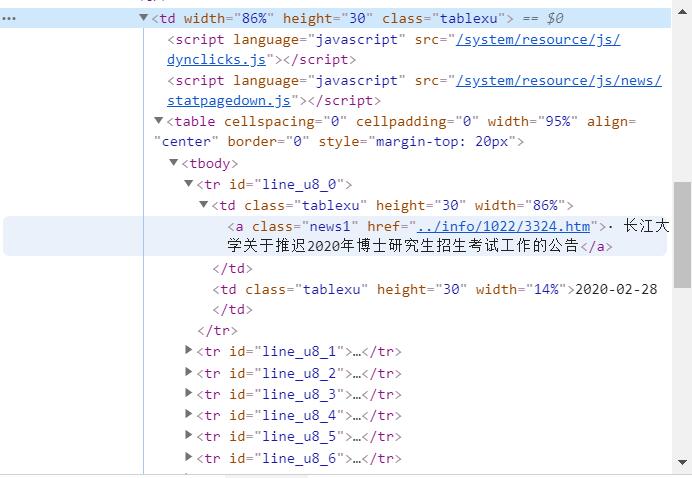 <td width="86%" height="30" class="tablexu"> == $0
<script language="javascript" src="/system/resource/js/
dynclicks.js"></script>
<script language="javascript" src="/system/resource/js/news/
statpagedown.js"></script>
<table cellspacing="0" cellpadding="0" width="95%" align=
"center" border="0" style="margin-top: 20px">
<tbody>
<tr id="line_u8_0">
<td class="tablexu" height="30" width="86%">
<a class="news1" href="../info/1022/3324.htm">· 长江大
学关于推迟2020年博士研究生招生考试工作的公告</a>
</td>
<td class="tablexu" height="30" width="14%">2020-02-28
</td>
</tr>
<tr id="line_u8_1">…</tr>
<tr id="line_u8_2">…</tr>
<tr id="line_u8_3">…</tr>
<tr id="line_u8_4">…</tr>
<tr id="line_u8_5">…</tr>
<tr id="line_u8_6">…</tr>